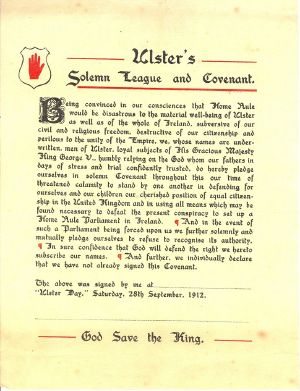 Ulster's
Solemn League and Covenant.
Being convinced in our consciences that Home Rule
would be disastrous to the material well-being of Ulster
as well as of the whole of Ireland, subversive of our
civil and religious freedom, destructive of our citizenship and
perilous to the unity of the Empire, we, whose names are under-
written, men of Ulster, loyal subjects of His Gracious Majesty
King George V., humbly relying on the God whom our fathers in
days of stress and trial confidently trusted, do hereby pledge
ourselves in solemn Covenant throughout this our time of
threatened calamity to stand by one another in defending for
ourselves and our children our cherished position of equal citizen-
ship in the United Kingdom and in using all means which may be
found necessary to defeat the present conspiracy to set up a
Home Rule Parliament in Ireland. ¶ And in the event of
such a Parliament being forced upon us we further solemnly and
mutually pledge ourselves to refuse to recognise its authority.
¶ In sure confidence that God will defend the right we hereto
subscribe our names. ¶ And further, we individually declare
that we have not already signed this Covenant.
The above was signed by me at
"Ulster Day," Saturday, 28th September, 1912.
God Save the King.